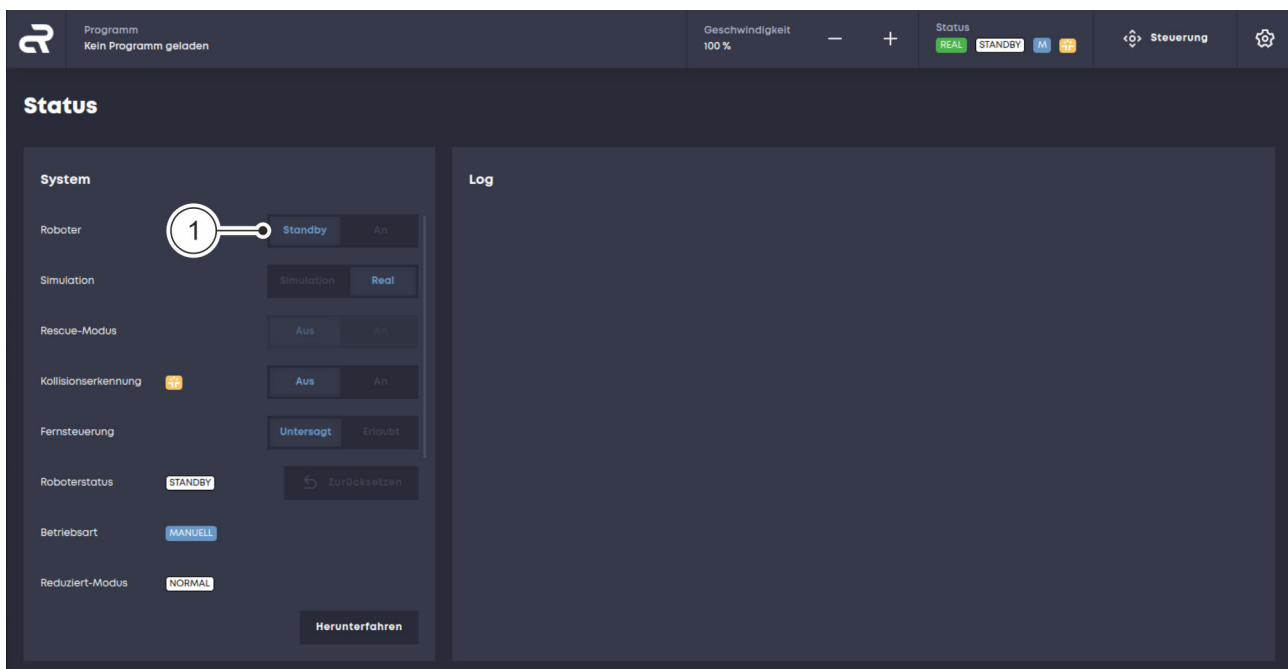 Programm
Kein Programm geladen
Geschwindigkeit
100 %
Status
REAL STANDBY M
Steuerung
Status
System
Roboter
1
Standby An
Simulation
Simulation Real
Rescue-Modus
Aus An
Kollisionserkennung
Aus An
Fernsteuerung
Untersagt Erlaubt
Roboterstatus
STANDBY
Zurücksetzen
Betriebsart
MANUELL
Reduziert-Modus
NORMAL
Herunterfahren
Log